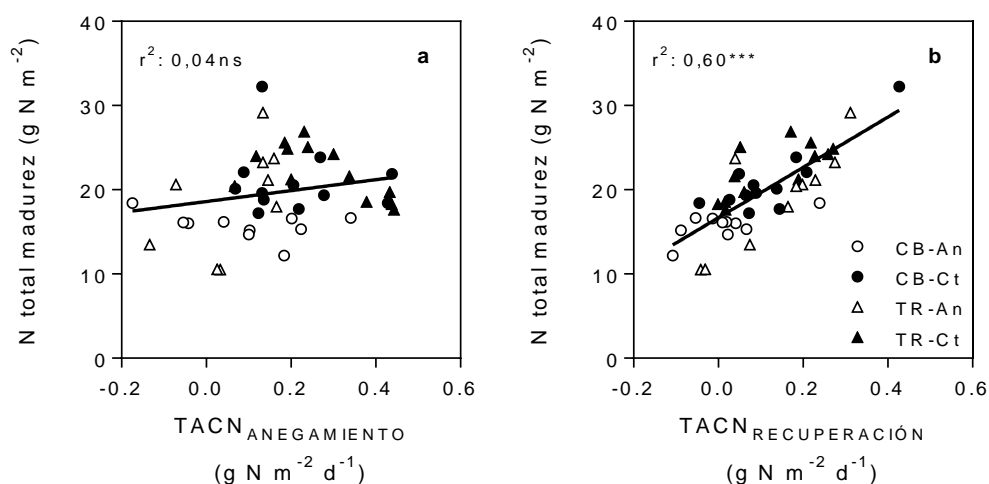 N total madurez (g N m⁻²)
40
30
20
10
0
r²: 0,04ns
a
-0.2 0.0 0.2 0.4 0.6
TACN ANEGAMIENTO
(g N m⁻² d⁻¹)
N total madurez (g N m⁻²)
40
30
20
10
0
r²: 0,60***
b
CB-An
CB-Ct
TR-An
TR-Ct
-0.2 0.0 0.2 0.4 0.6
TACN RECUPERACIÓN
(g N m⁻² d⁻¹)